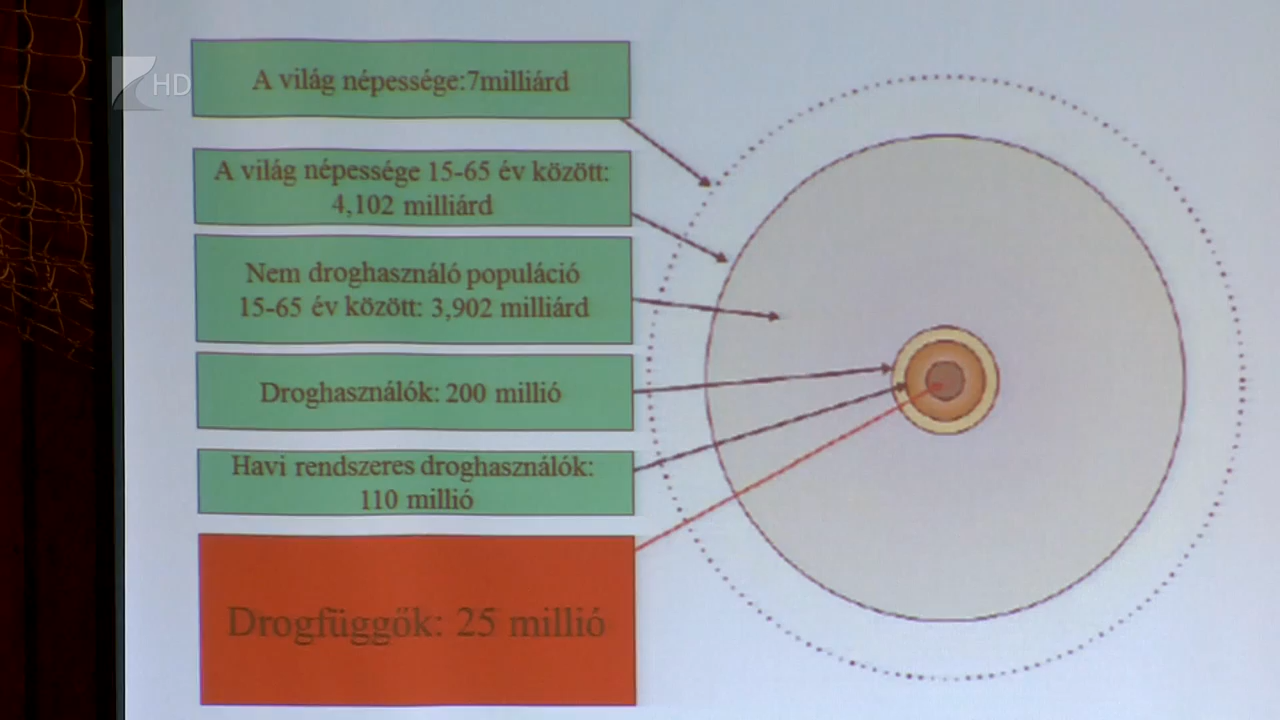 HD
A világ népessége:7milliárd
A világ népessége 15-65 év között:
4,102 milliárd
Nem droghasználó populáció
15-65 év között: 3,902 milliárd
Droghasználók: 200 millió
Havi rendszeres droghasználók:
110 millió
Drogfüggők: 25 millió